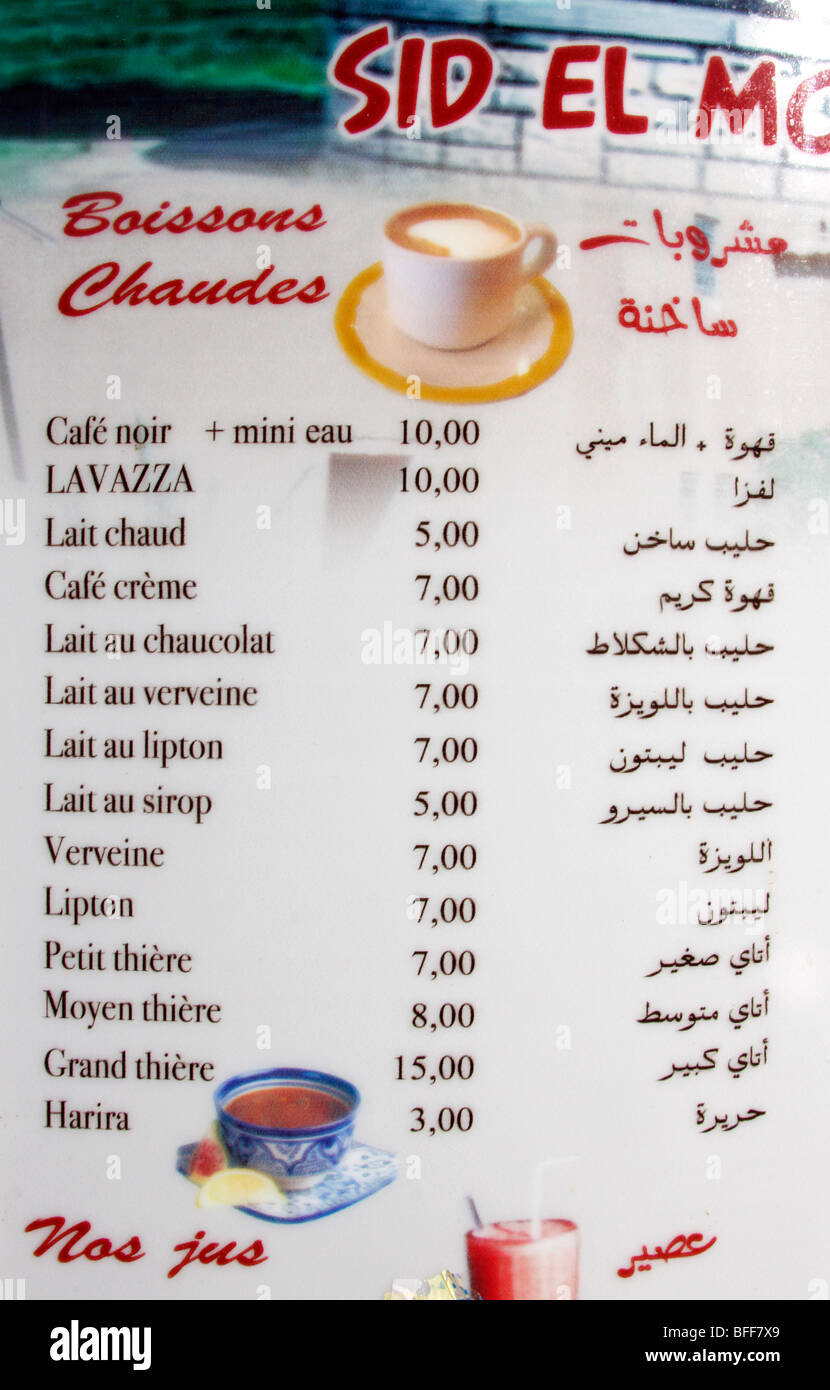 SID EL MO
Boissons مشروبات
Chaudes ساخنة
Café noir + mini eau 10,00 قهوة + الماء ميني
LAVAZZA 10,00 لفزا
Lait chaud 5,00 حليب ساخن
Café crème 7,00 قهوة كريم
Lait au chaucolat 7,00 حليب بالشكلاط
Lait au verveine 7,00 حليب باللويزة
Lait au lipton 7,00 حليب ليبتون
Lait au sirop 5,00 حليب بالسيرو
Verveine 7,00 اللويزة
Lipton 7,00 ليبتون
Petit thière 7,00 أتاي صغير
Moyen thière 8,00 أتاي متوسط
Grand thière 15,00 أتاي كبير
Harira 3,00 حريرة
Nos jus عصير
alamy
a alamy stock photo
BFF7X9
www.alamy.com